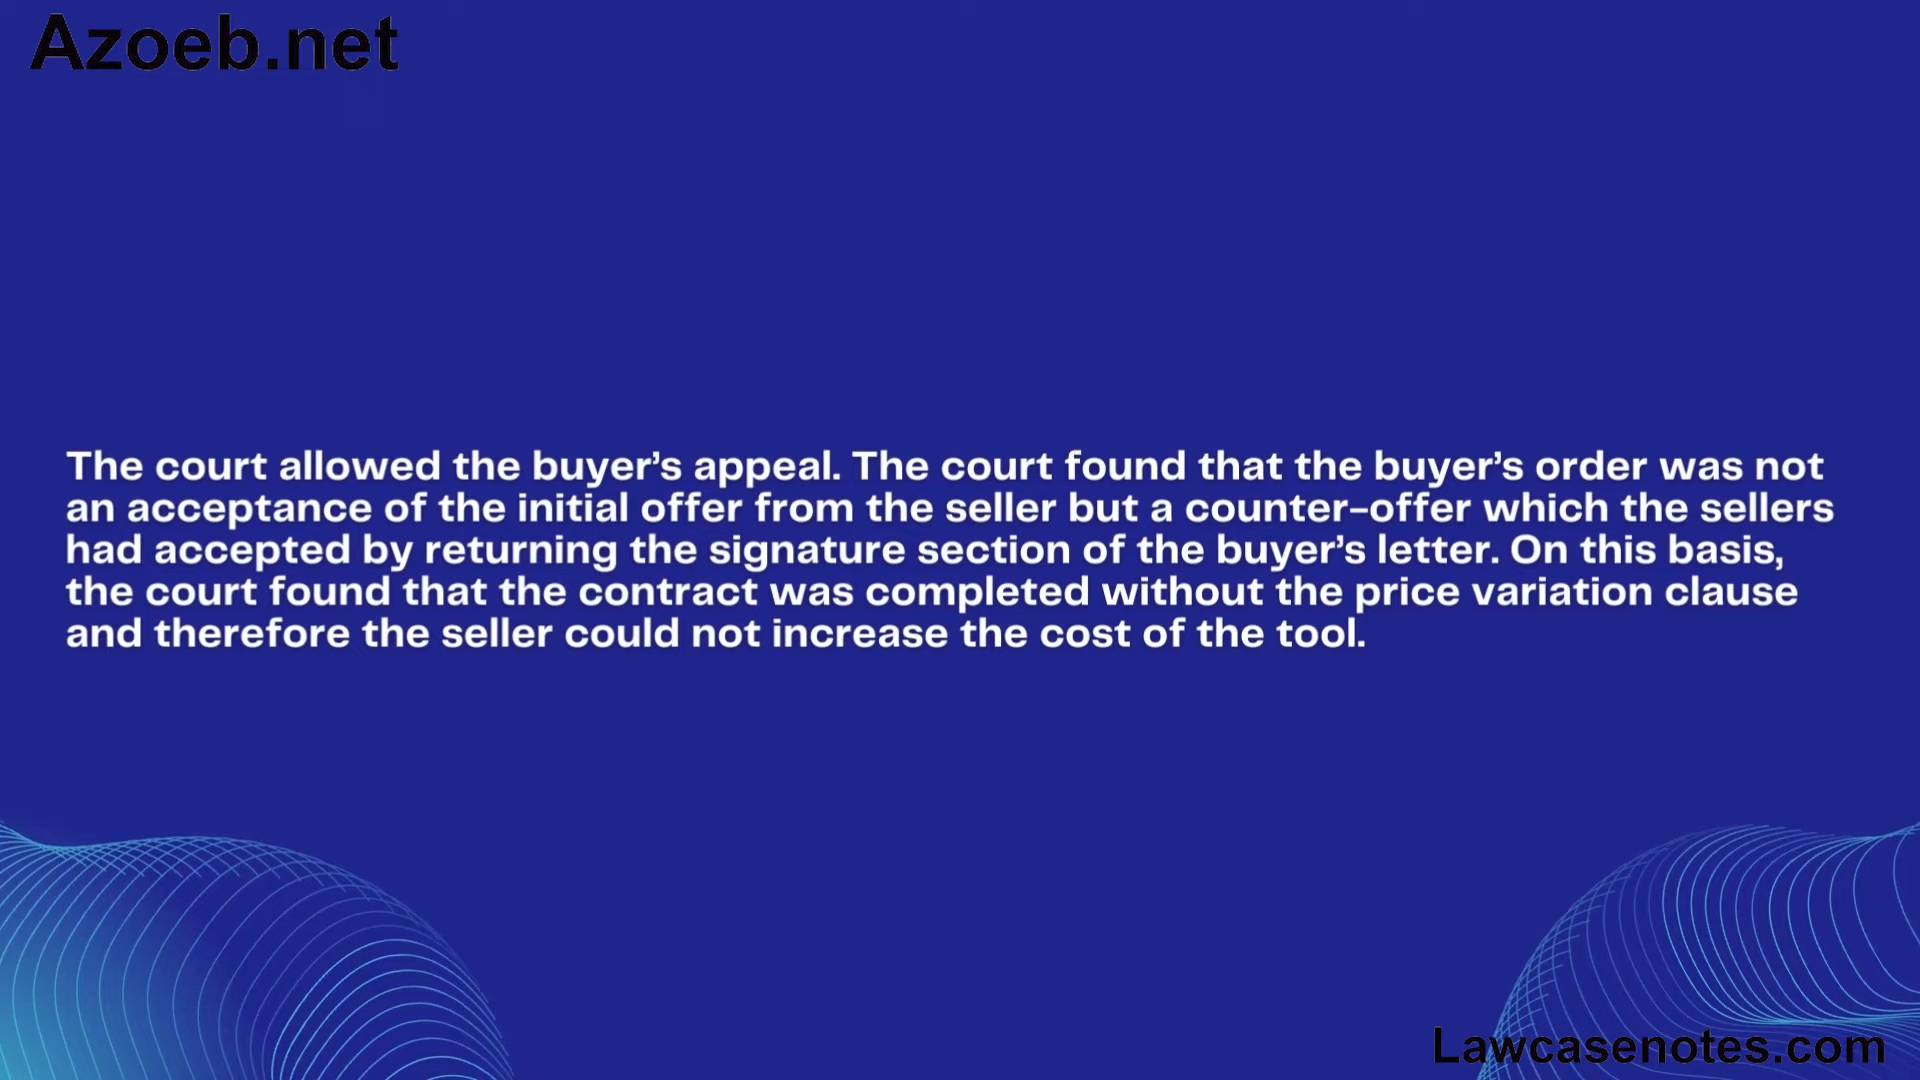 Azoeb.net
The court allowed the buyer’s appeal. The court found that the buyer’s order was not
an acceptance of the initial offer from the seller but a counter-offer which the sellers
had accepted by returning the signature section of the buyer’s letter. On this basis,
the court found that the contract was completed without the price variation clause
and therefore the seller could not increase the cost of the tool.
Lawcasenotes.com